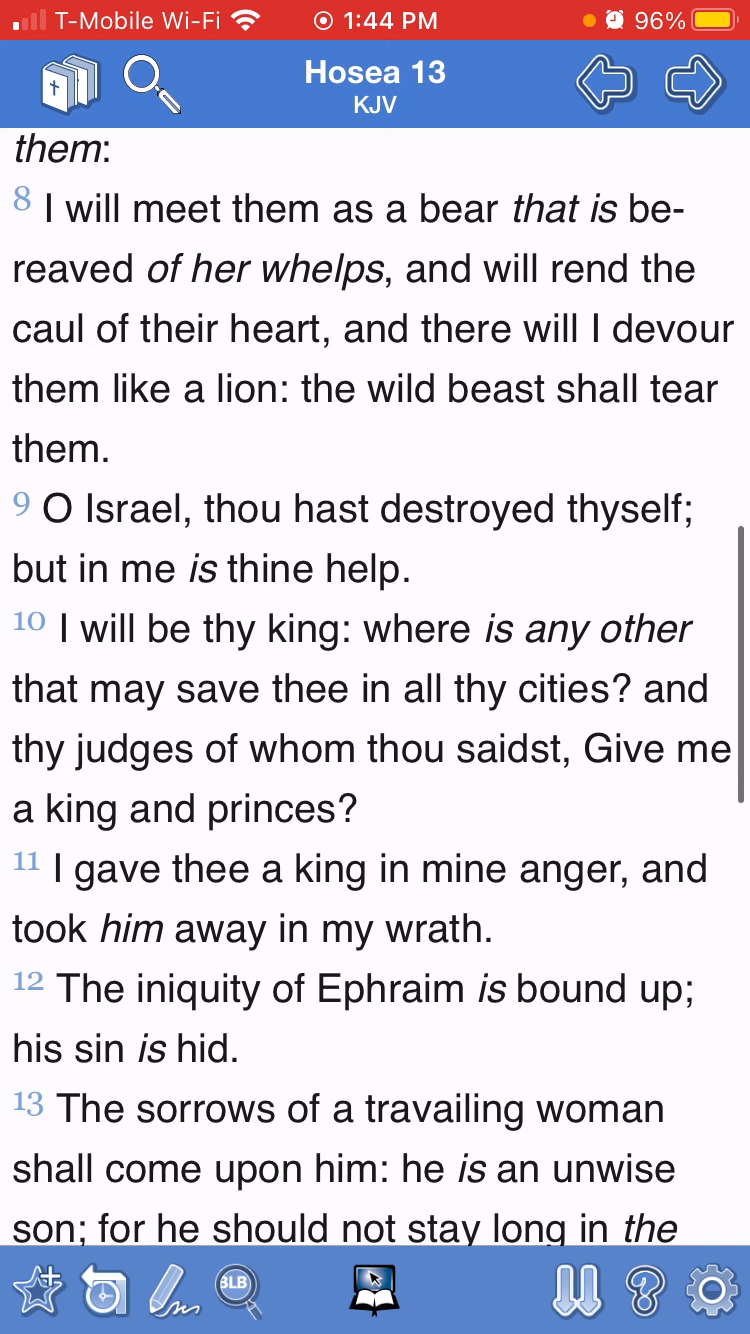 T-Mobile Wi-Fi 1:44 PM 96%
Hosea 13
KJV
them:
8 I will meet them as a bear that is be-
reaved of her whelps, and will rend the
caul of their heart, and there will I devour
them like a lion: the wild beast shall tear
them.
9 O Israel, thou hast destroyed thyself;
but in me is thine help.
10 I will be thy king: where is any other
that may save thee in all thy cities? and
thy judges of whom thou saidst, Give me
a king and princes?
11 I gave thee a king in mine anger, and
took him away in my wrath.
12 The iniquity of Ephraim is bound up;
his sin is hid.
13 The sorrows of a travailing woman
shall come upon him: he is an unwise
son; for he should not stay long in the
BLB